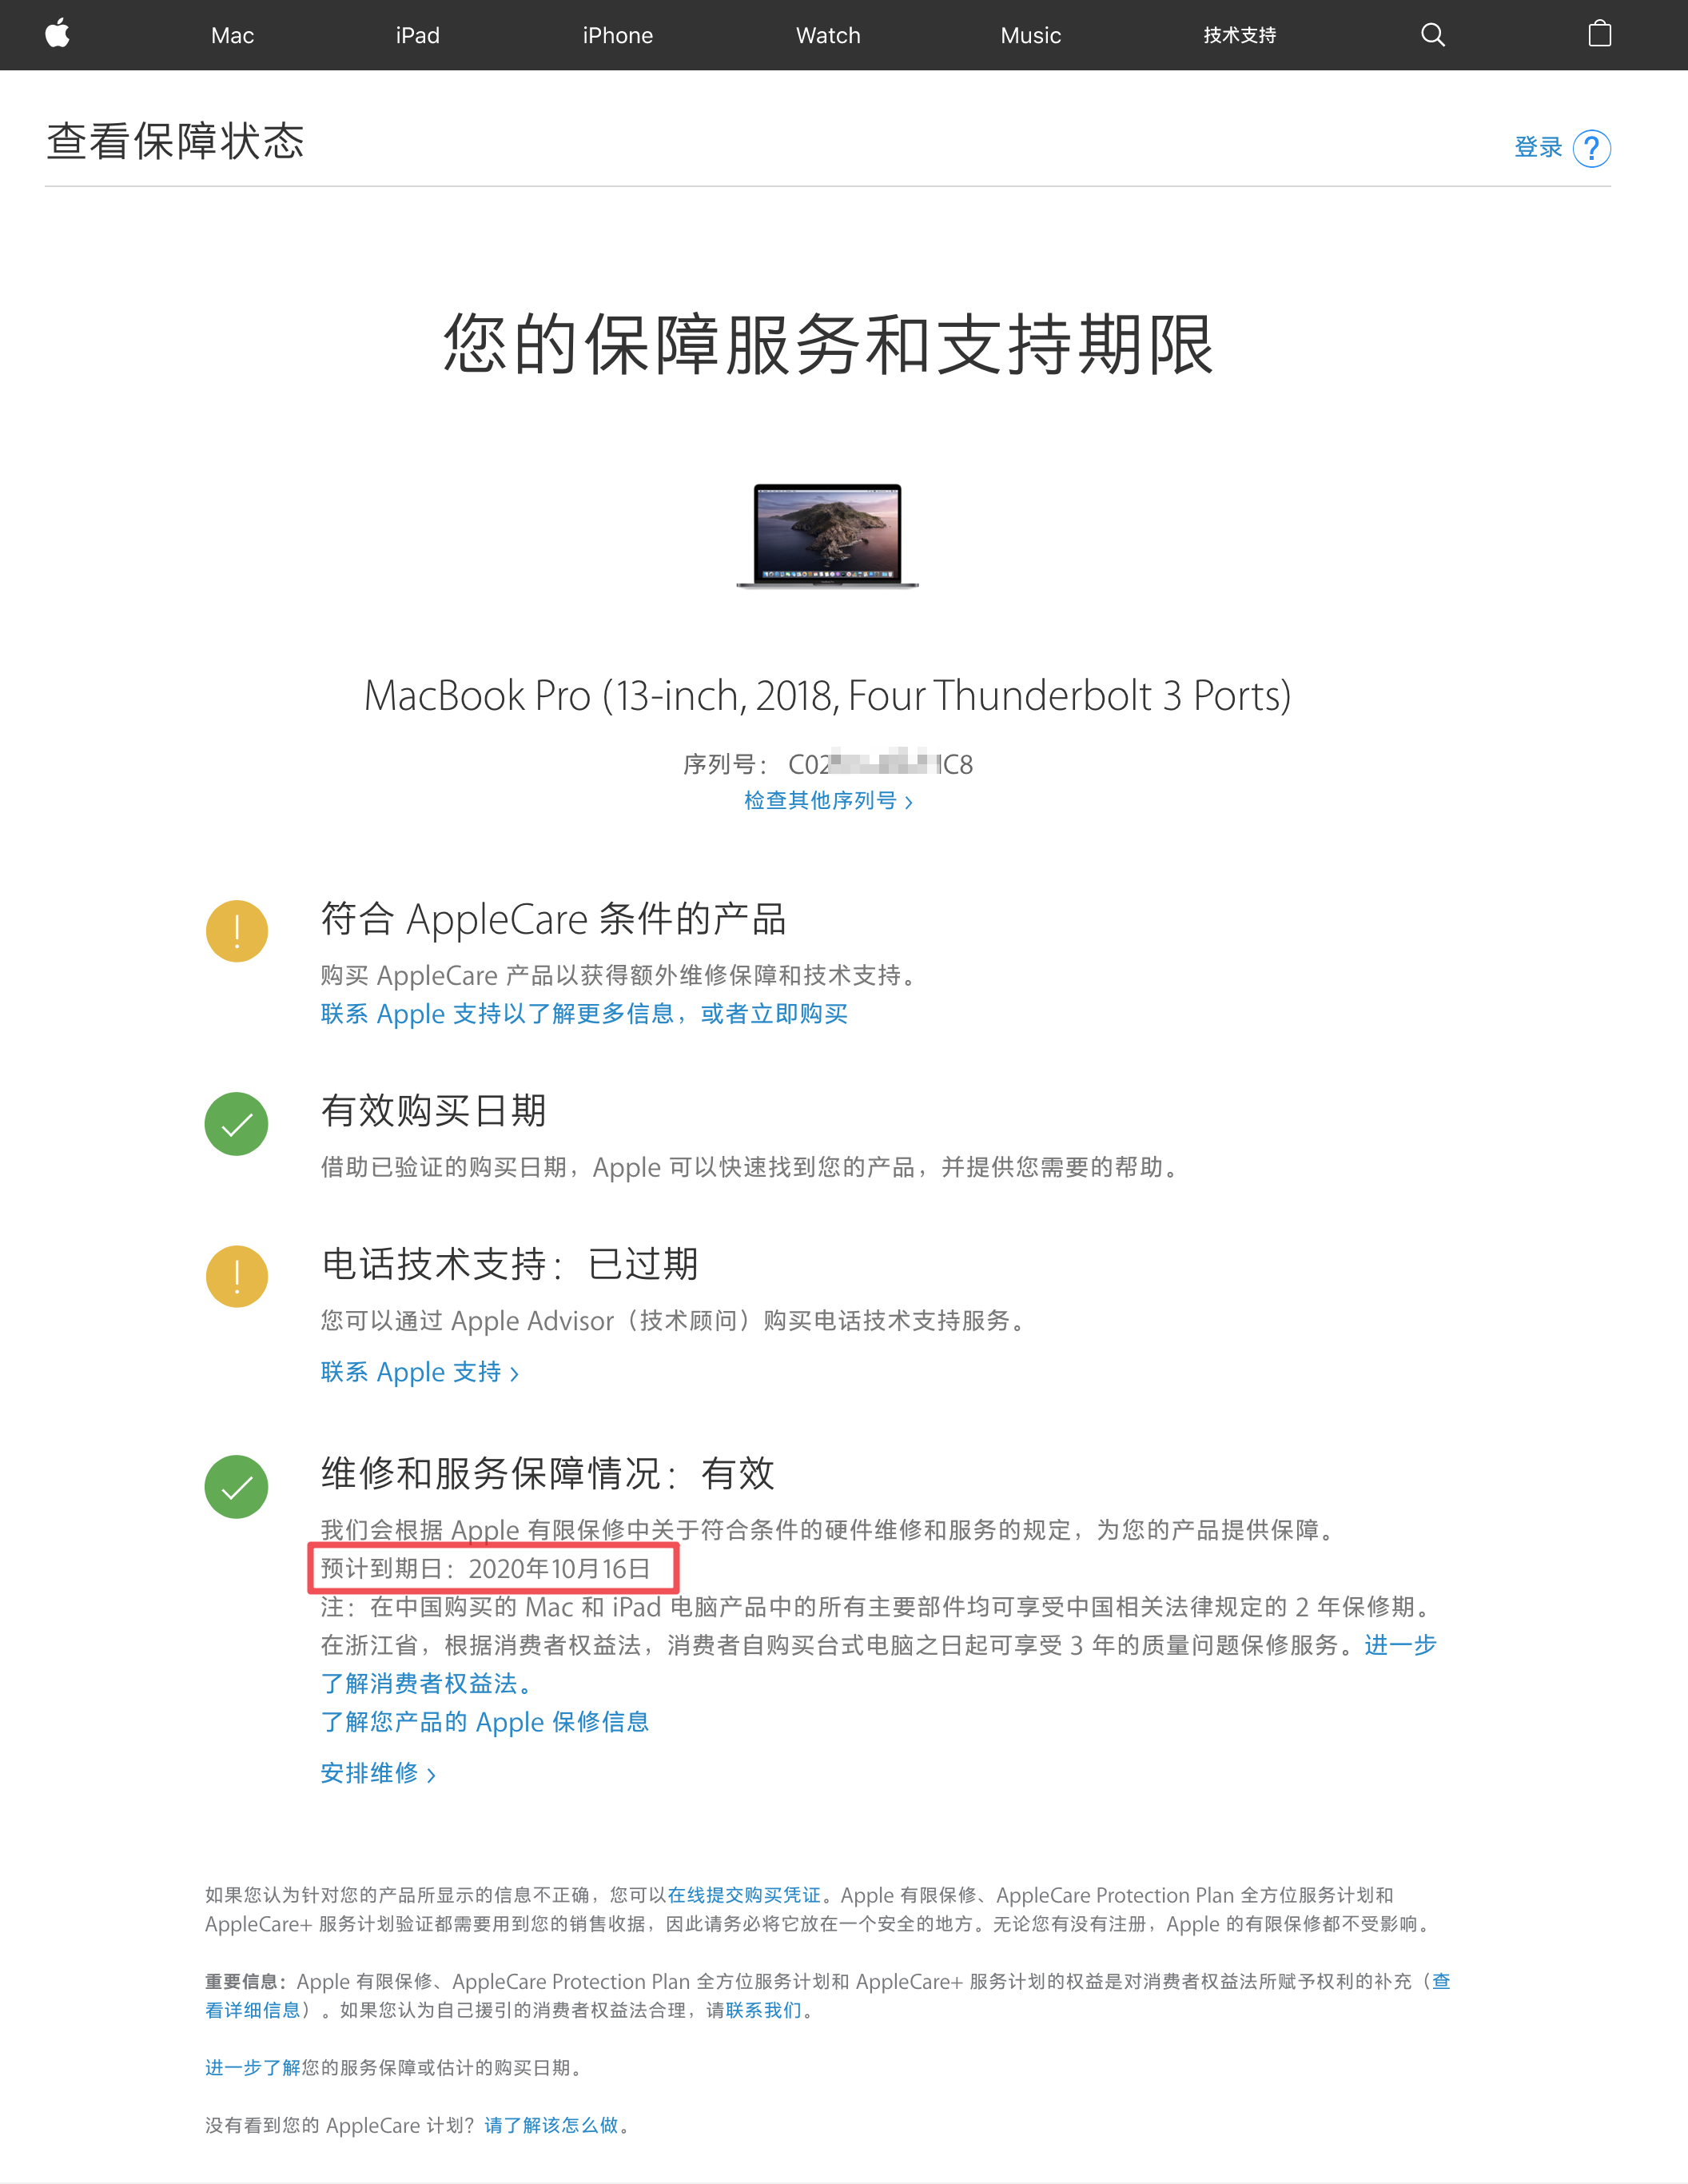 Mac iPad iPhone Watch Music 技术支持
查看保障状态
登录 ?
您的保障服务和支持期限
MacBook Pro (13-inch, 2018, Four Thunderbolt 3 Ports)
序列号： C02 C8
检查其他序列号 ›
符合 AppleCare 条件的产品
购买 AppleCare 产品以获得额外维修保障和技术支持。
联系 Apple 支持以了解更多信息，或者立即购买
有效购买日期
借助已验证的购买日期，Apple 可以快速找到您的产品，并提供您需要的帮助。
电话技术支持：已过期
您可以通过 Apple Advisor（技术顾问）购买电话技术支持服务。
联系 Apple 支持 ›
维修和服务保障情况：有效
我们会根据 Apple 有限保修中关于符合条件的硬件维修和服务的规定，为您的产品提供保障。
预计到期日：2020年10月16日
注：在中国购买的 Mac 和 iPad 电脑产品中的所有主要部件均可享受中国相关法律规定的 2 年保修期。
在浙江省，根据消费者权益法，消费者自购买台式电脑之日起可享受 3 年的质量问题保修服务。进一步
了解消费者权益法。
了解您产品的 Apple 保修信息
安排维修 ›
如果您认为针对您的产品所显示的信息不正确，您可以在线提交购买凭证。Apple 有限保修、AppleCare Protection Plan 全方位服务计划和
AppleCare+ 服务计划验证都需要用到您的销售收据，因此请务必将它放在一个安全的地方。无论您有没有注册，Apple 的有限保修都不受影响。
重要信息：Apple 有限保修、AppleCare Protection Plan 全方位服务计划和 AppleCare+ 服务计划的权益是对消费者权益法所赋予权利的补充（查
看详细信息）。如果您认为自己援引的消费者权益法合理，请联系我们。
进一步了解您的服务保障或估计的购买日期。
没有看到您的 AppleCare 计划？请了解该怎么做。